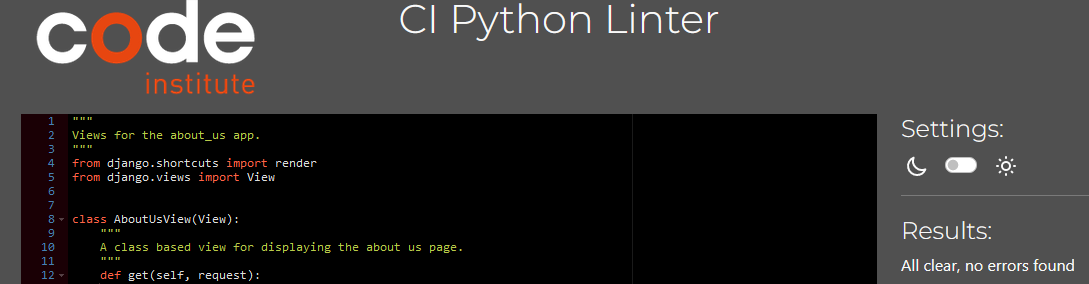 code
institute
CI Python Linter
1 """
2 Views for the about_us app.
3 """
4 from django.shortcuts import render
5 from django.views import View
6
7
8 class AboutUsView(View):
9     """
10     A class based view for displaying the about us page.
11     """
12     def get(self, request):
Settings:
Results:
All clear, no errors found